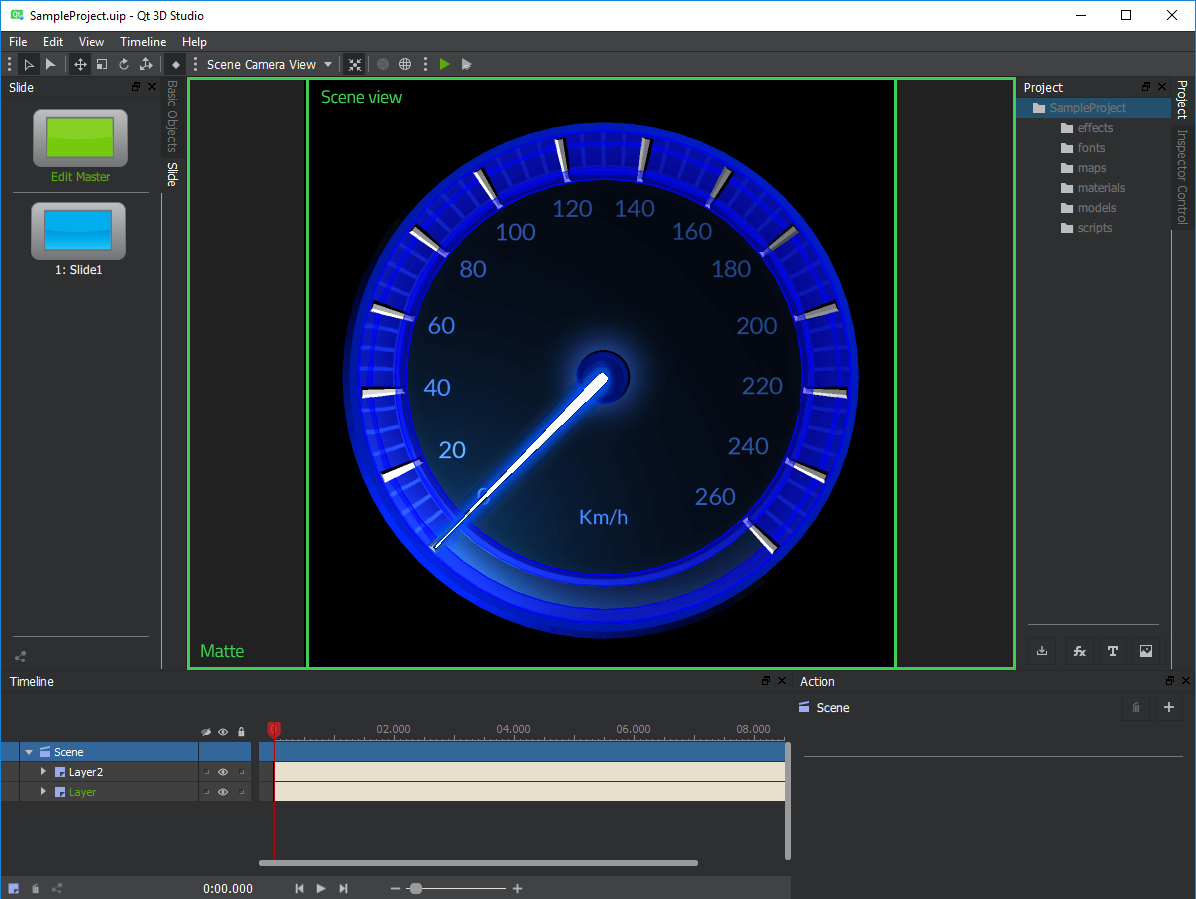 SampleProject.uip - Qt 3D Studio
File Edit View Timeline Help
Scene Camera View
Slide
Edit Master
1: Slide1
Basic Objects
Slide
Scene view
120 140
100 160
80 180
60 200
40 220
20 240
0 260
Km/h
Matte
Project
SampleProject
effects
fonts
maps
materials
models
scripts
Project
Inspector Control
Timeline
02.000 04.000 06.000 08.000
Scene
Layer2
Layer
0:00.000
Action
Scene